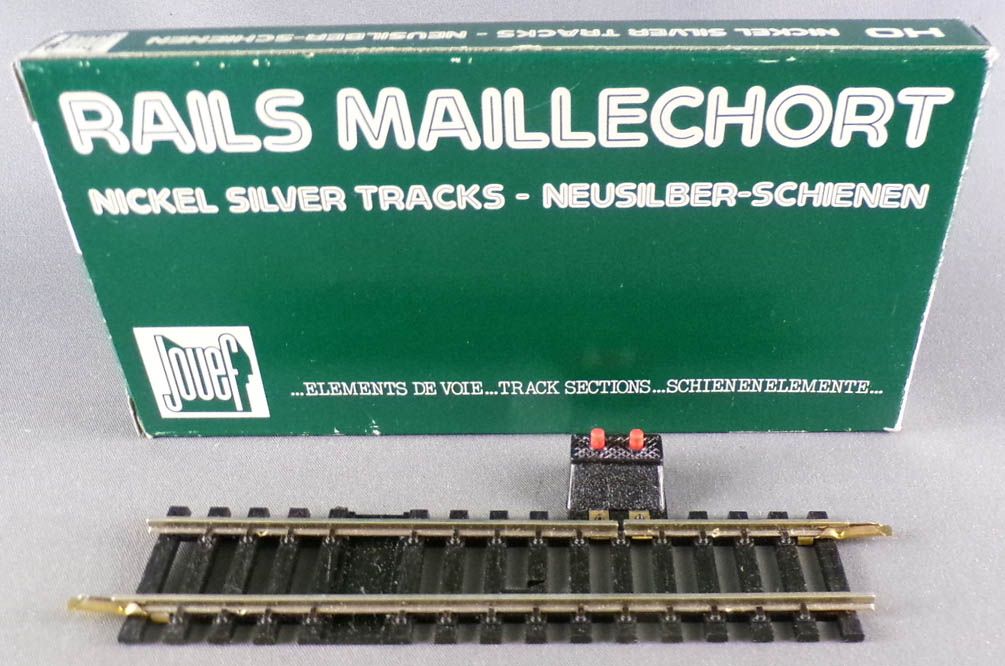 HO NICKEL SILVER TRACKS - NEUSILBER-SCHIENEN
RAILS MAILLECHORT
NICKEL SILVER TRACKS - NEUSILBER-SCHIENEN
Jouef
...ELEMENTS DE VOIE...TRACK SECTIONS...SCHIENENELEMENTE...